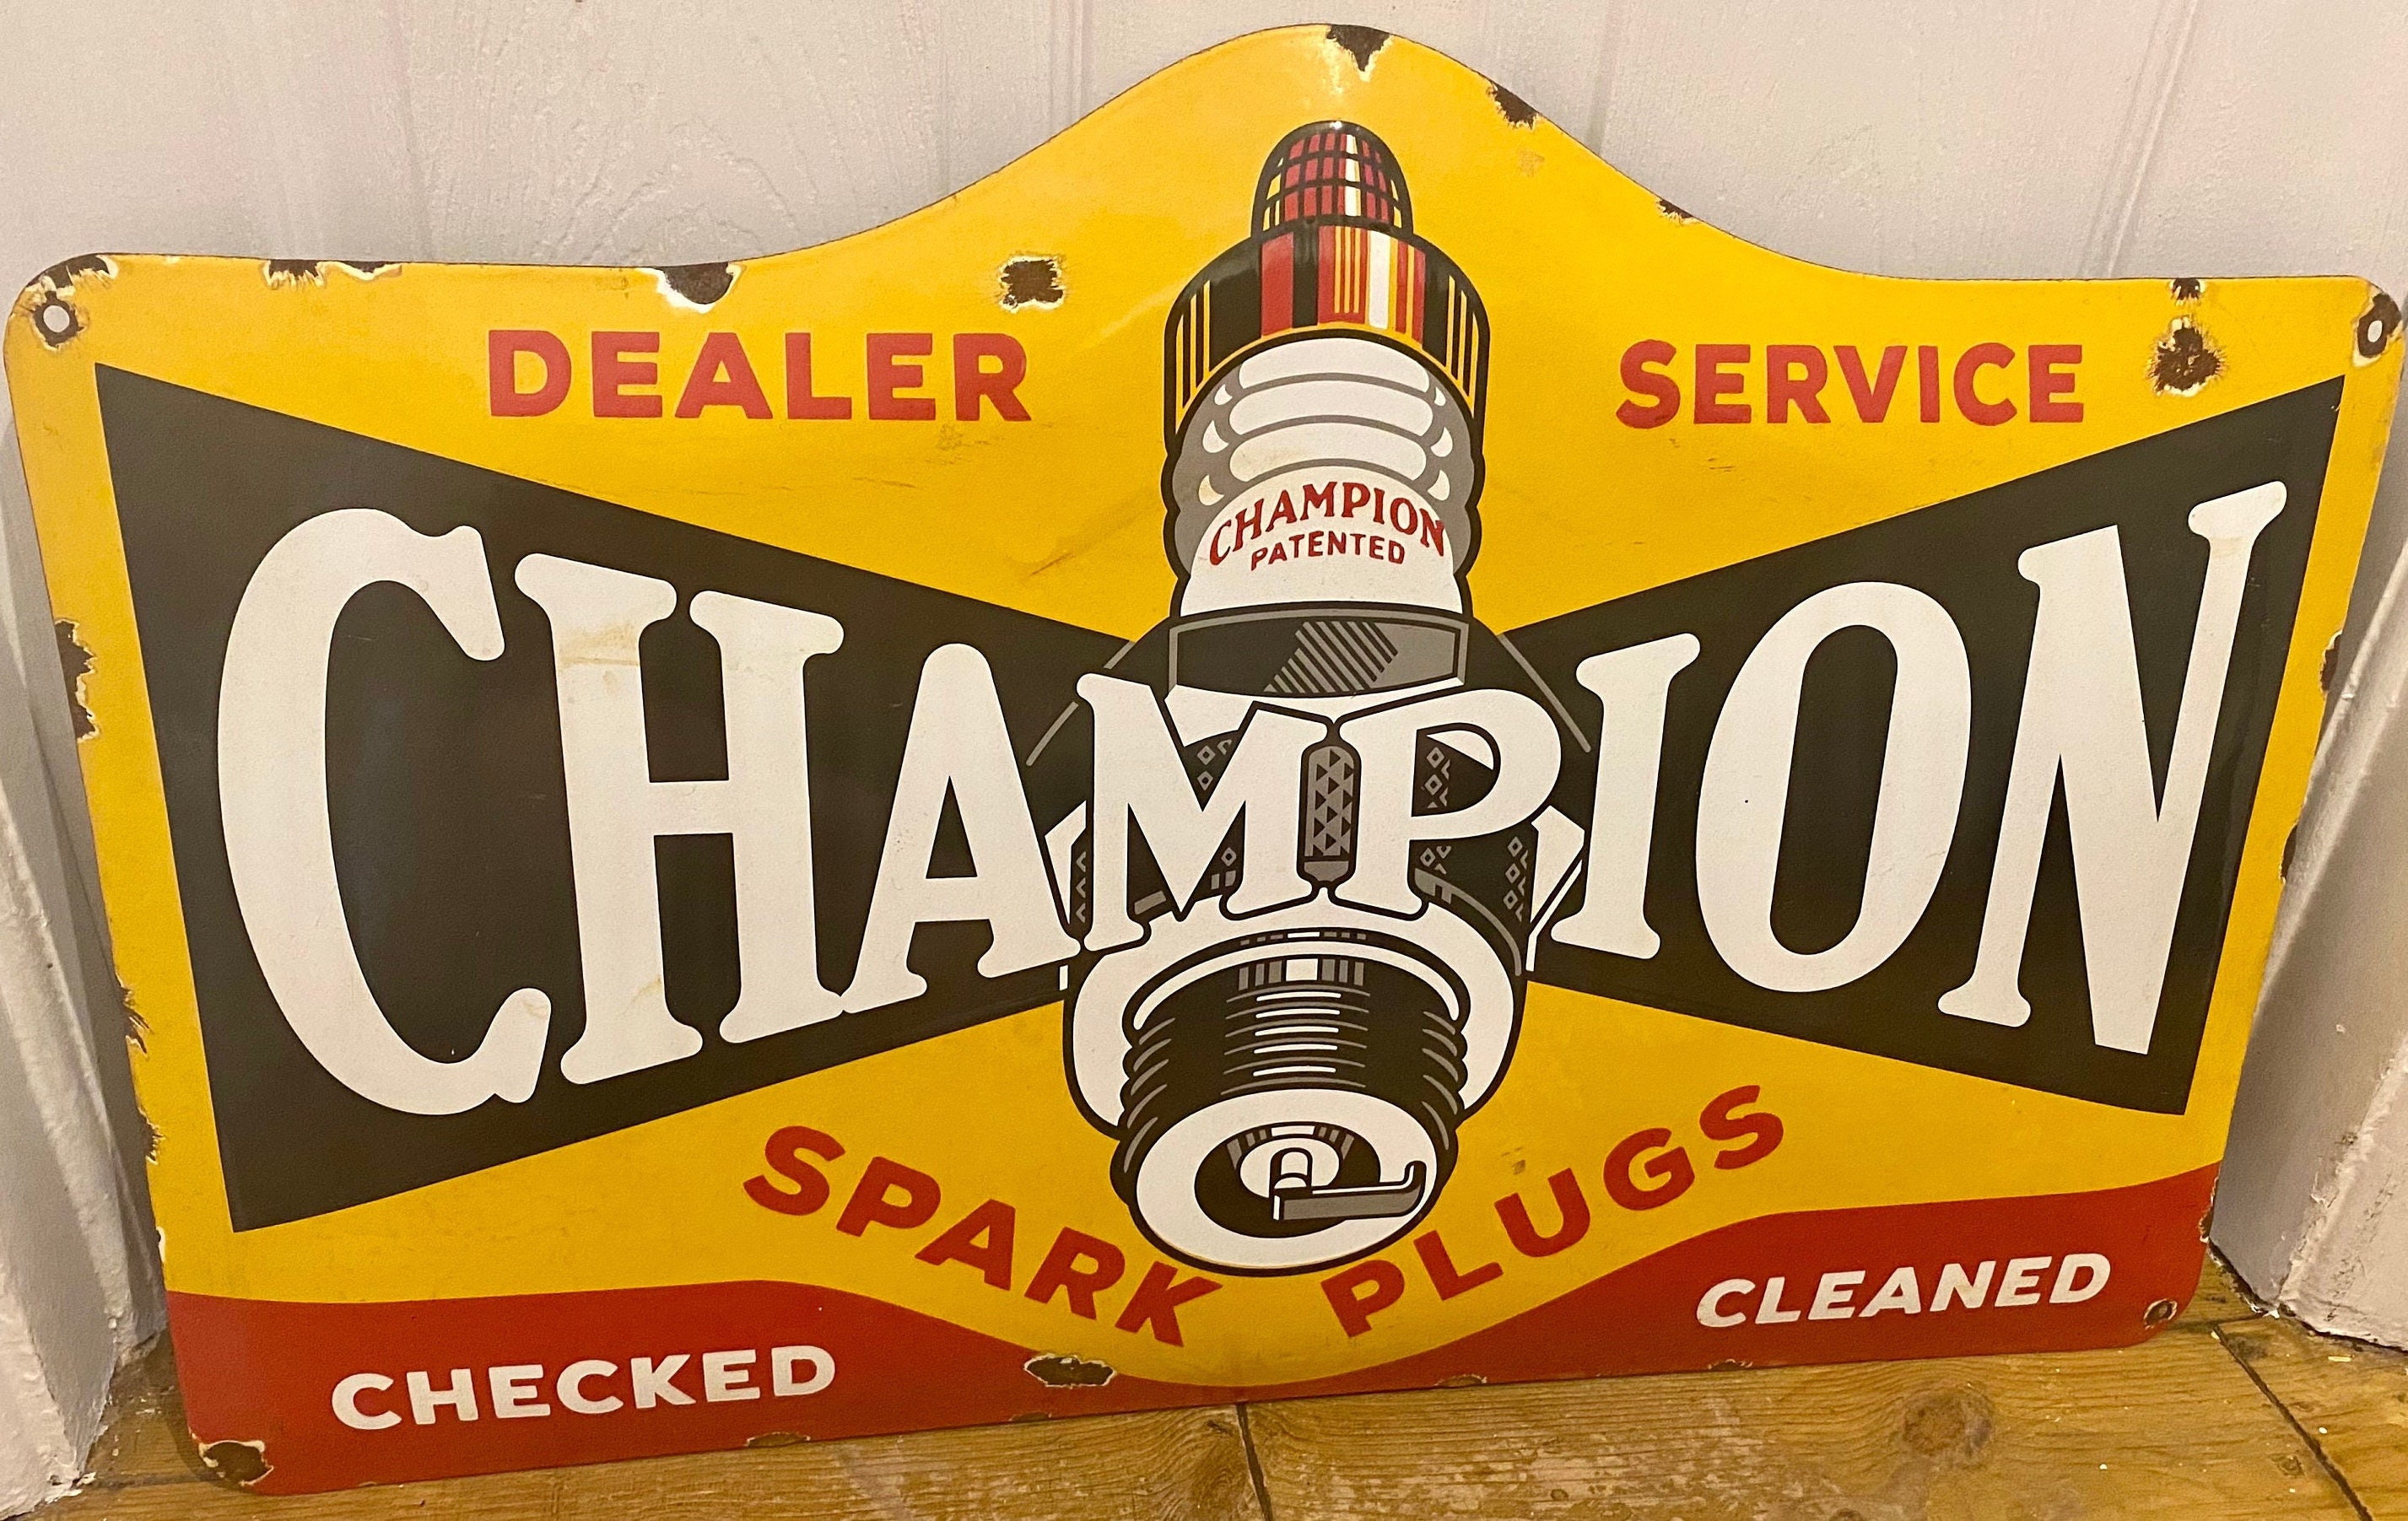 DEALER SERVICE
CHAMPION
PATENTED
CHAMPION
SPARK PLUGS
CHECKED CLEANED